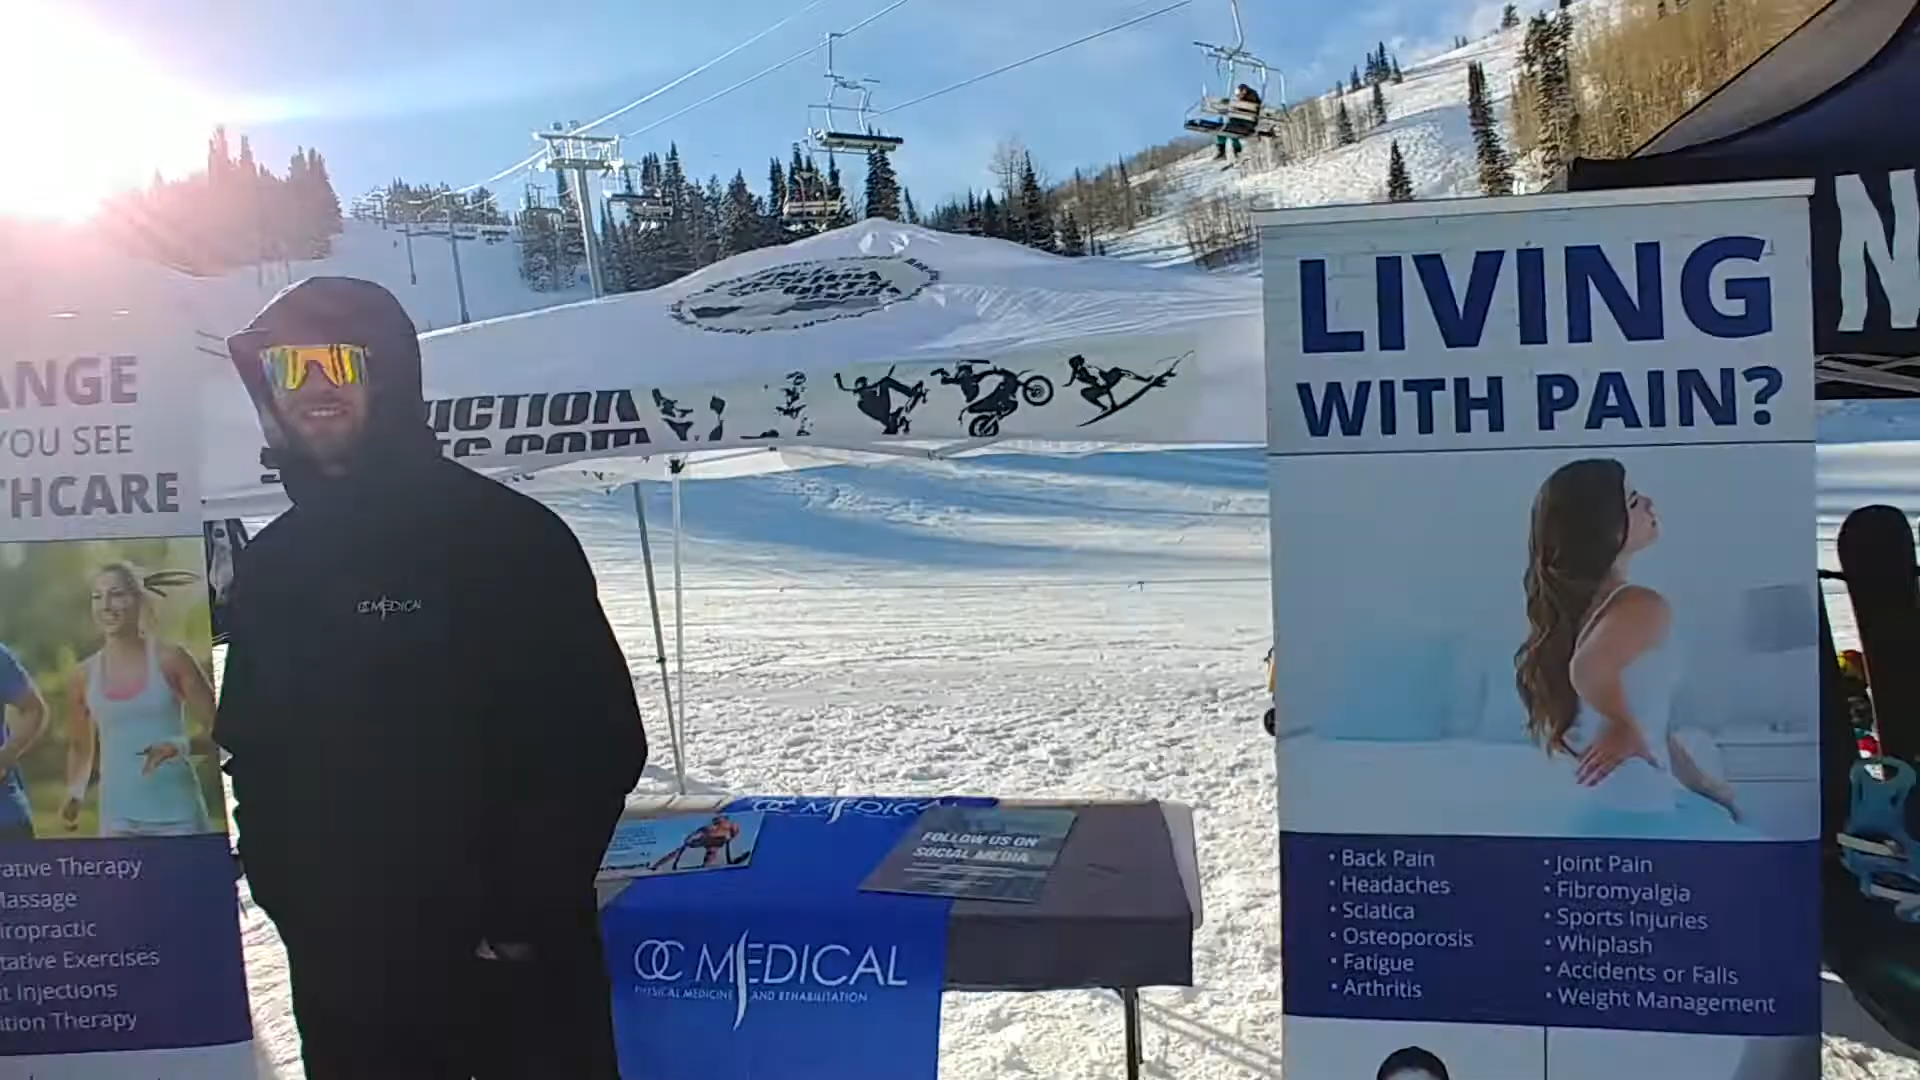 ANGE
YOU SEE
THCARE
rative Therapy
Massage
iropractic
tative Exercises
t Injections
ition Therapy
OC MEDICAL
LIVING
WITH PAIN?
• Back Pain
• Headaches
• Sciatica
• Osteoporosis
• Fatigue
• Arthritis
• Joint Pain
• Fibromyalgia
• Sports Injuries
• Whiplash
• Accidents or Falls
• Weight Management
OC MEDICAL
FOLLOW US ON
SOCIAL MEDIA
OC MEDICAL
PHYSICAL MEDICINE AND REHABILITATION
N